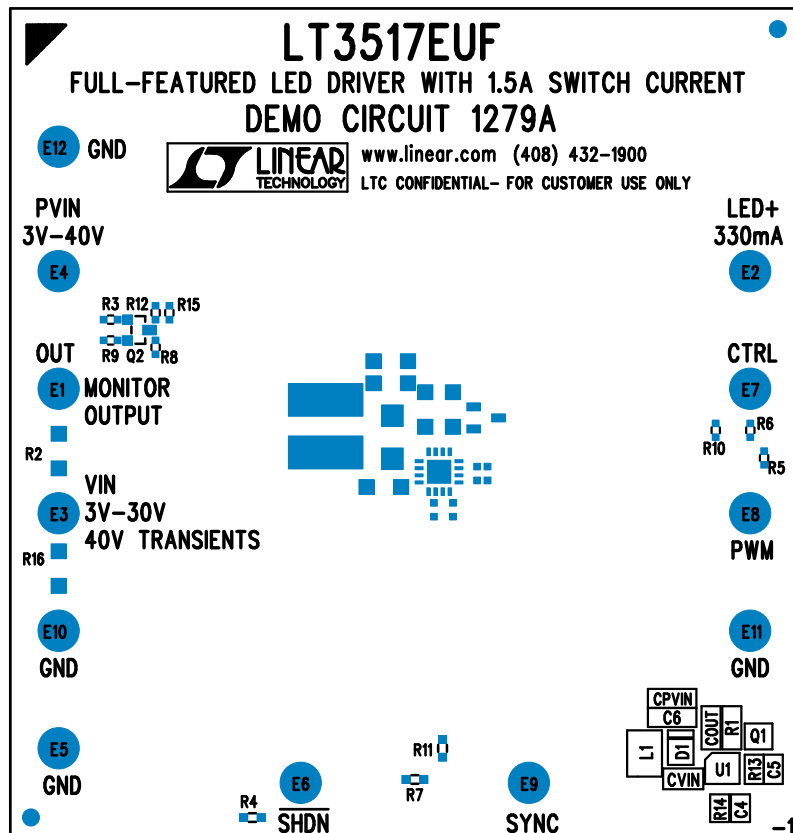 LT3517EUF
FULL-FEATURED LED DRIVER WITH 1.5A SWITCH CURRENT
DEMO CIRCUIT 1279A
E12 GND
LINEAR TECHNOLOGY
www.linear.com (408) 432-1900
LTC CONFIDENTIAL- FOR CUSTOMER USE ONLY
PVIN
3V-40V
E4
LED+
330mA
E2
R3 R12 R15
R9 Q2 R8
OUT
E1 MONITOR
OUTPUT
CTRL
E7
R2
R10 R6
R5
VIN
E3 3V-30V
40V TRANSIENTS
E8
PWM
R16
E10
GND
E11
GND
E5
GND
R11
R7
R4
E6
SHDN
E9
SYNC
CPVIN
C6
COUT
R1
Q1
L1
D1
CVIN
U1
R13
C5
R14
C4
-1